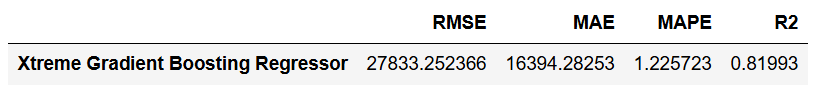 RMSE MAE MAPE R2
Xtreme Gradient Boosting Regressor 27833.252366 16394.28253 1.225723 0.81993